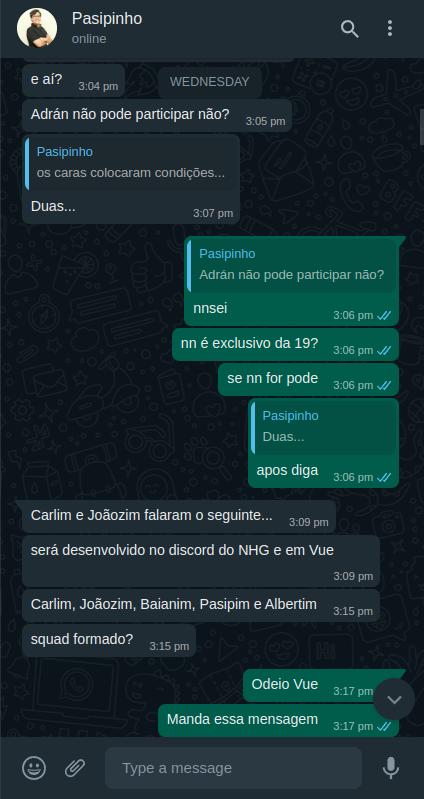 Pasipinho
online
e aí?
3:04 pm
WEDNESDAY
Adrán não pode participar não?
3:05 pm
Pasipinho
os caras colocaram condições...
Duas...
3:07 pm
Pasipinho
Adrán não pode participar não?
nnsei
3:06 pm
nn é exclusivo da 19?
3:06 pm
se nn for pode
3:06 pm
Pasipinho
Duas...
apos diga
3:06 pm
Carlim e Joãozim falaram o seguinte...
3:09 pm
será desenvolvido no discord do NHG e em Vue
3:09 pm
Carlim, Joãozim, Baianim, Pasipim e Albertim
3:15 pm
squad formado?
3:15 pm
Odeio Vue
3:17 pm
Manda essa mensagem
3:17 pm
Type a message